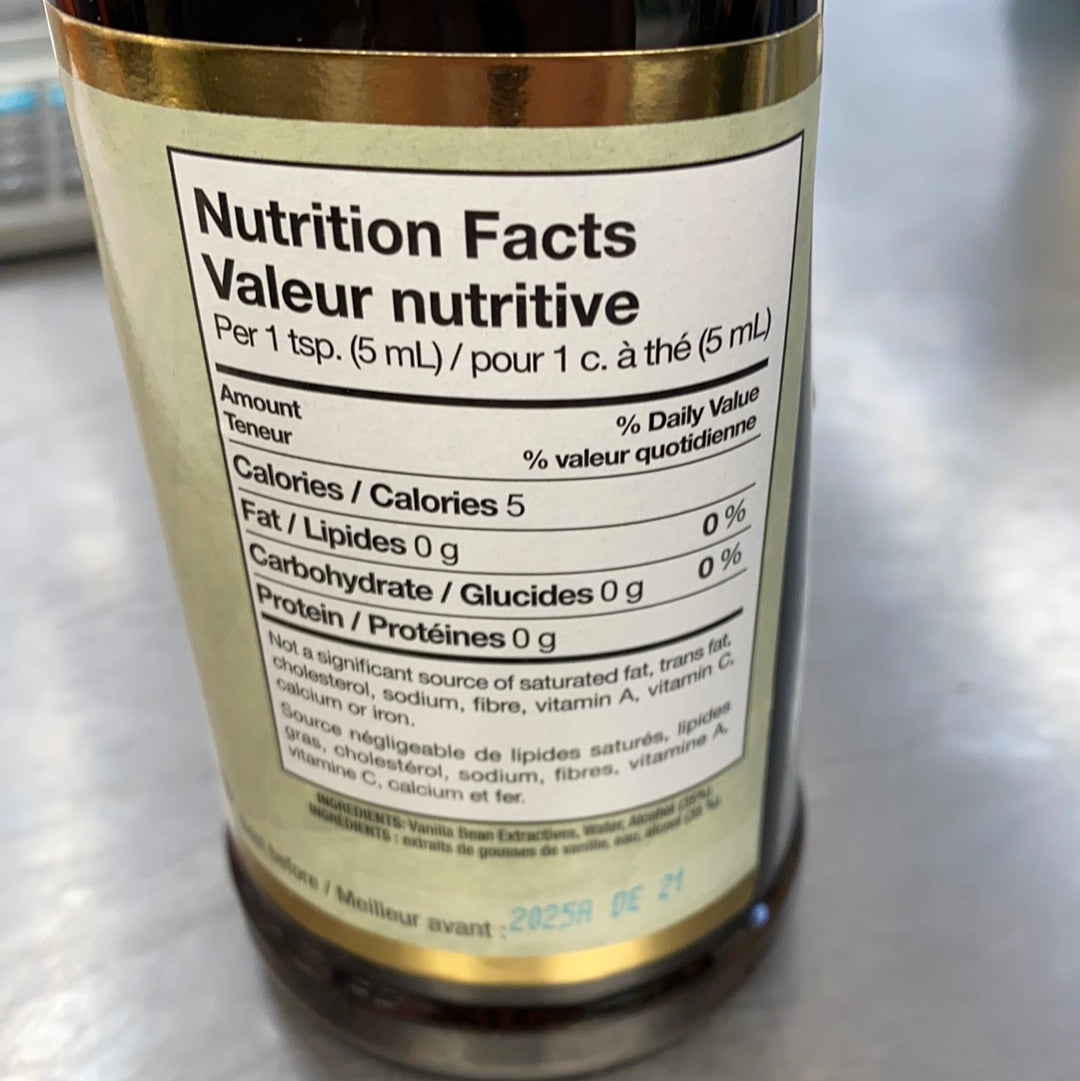 Nutrition Facts
Valeur nutritive
Per 1 tsp. (5 mL) / pour 1 c. à thé (5 mL)
Amount % Daily Value
Teneur % valeur quotidienne
Calories / Calories 5
Fat / Lipides 0 g 0 %
Carbohydrate / Glucides 0 g 0 %
Protein / Protéines 0 g
Not a significant source of saturated fat, trans fat,
cholesterol, sodium, fibre, vitamin A, vitamin C,
calcium or iron.
Source négligeable de lipides saturés, lipides
gras, cholestérol, sodium, fibres, vitamine A,
vitamine C, calcium et fer.
INGREDIENTS: Vanilla Bean Extractives, Water, Alcohol (35%)
INGRÉDIENTS : extraits de gousses de vanille, eau, alcool
before / Meilleur avant : 2025A DE 21